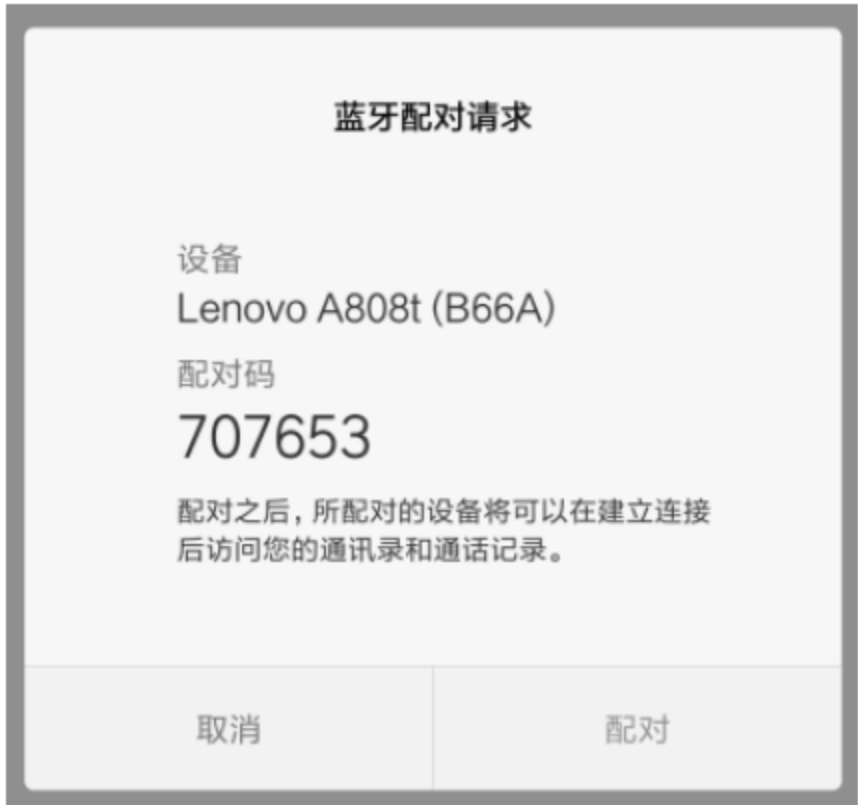 蓝牙配对请求
设备
Lenovo A808t (B66A)
配对码
707653
配对之后，所配对的设备将可以在建立连接
后访问您的通讯录和通话记录。
取消
配对